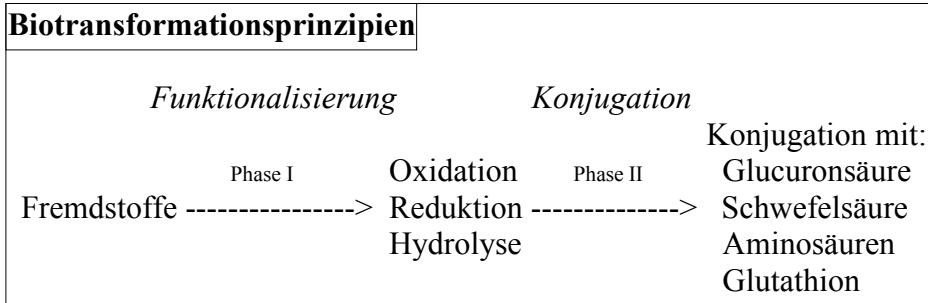 Biotransformationsprinzipien
Funktionalisierung Konjugation
Konjugation mit:
Phase I Oxidation Phase II Glucuronsäure
Fremdstoffe ----------------> Reduktion --------------> Schwefelsäure
Hydrolyse Aminosäuren
Glutathion